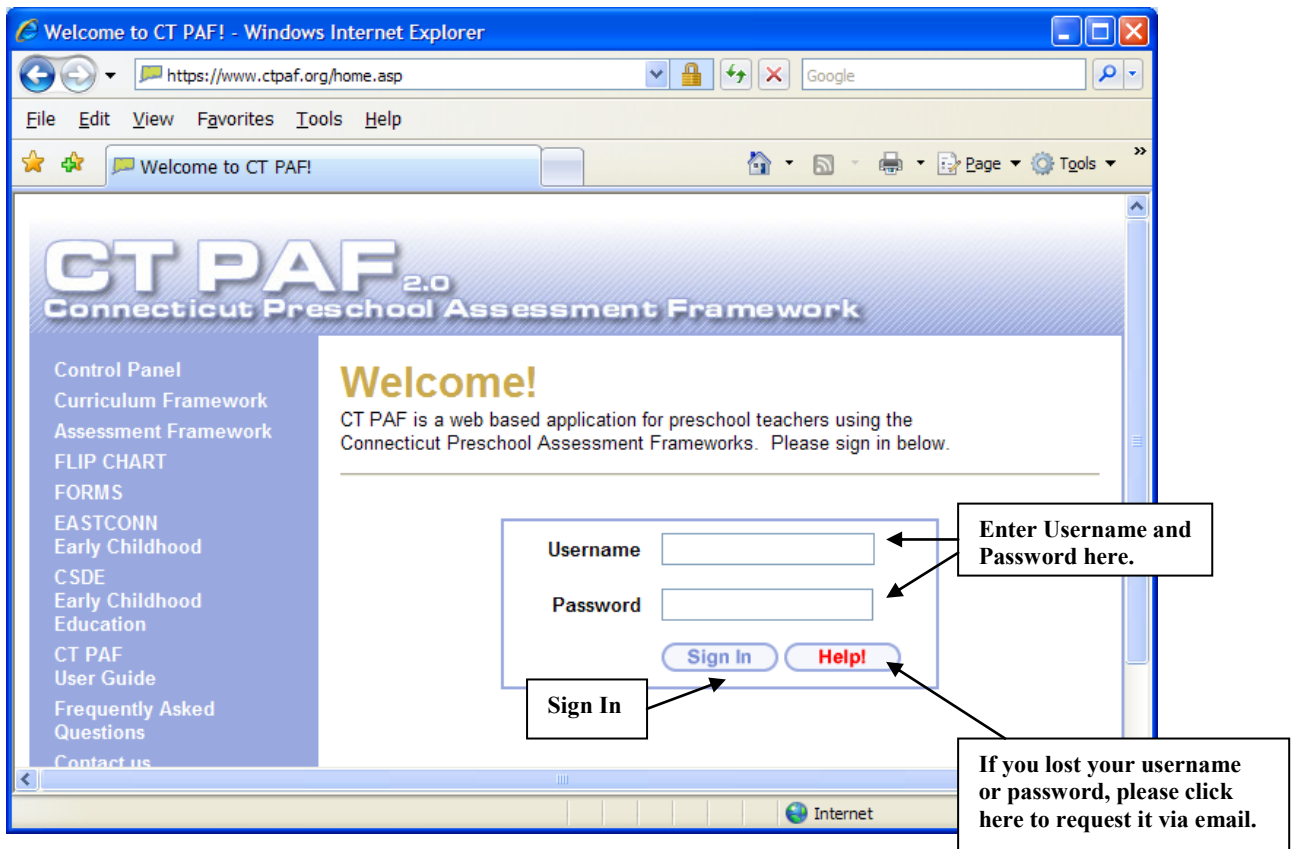 Welcome to CT PAF! - Windows Internet Explorer
https://www.ctpaf.org/home.asp
Google
File Edit View Favorites Tools Help
Welcome to CT PAF!
Page Tools »
CT PAF 2.0
Connecticut Preschool Assessment Framework
Control Panel
Curriculum Framework
Assessment Framework
FLIP CHART
FORMS
EASTCONN
Early Childhood
CSDE
Early Childhood
Education
CT PAF
User Guide
Frequently Asked
Questions
Contact us
Welcome!
CT PAF is a web based application for preschool teachers using the
Connecticut Preschool Assessment Frameworks. Please sign in below.
Username
Password
Sign In
Help!
Enter Username and
Password here.
Sign In
If you lost your username
or password, please click
here to request it via email.
Internet